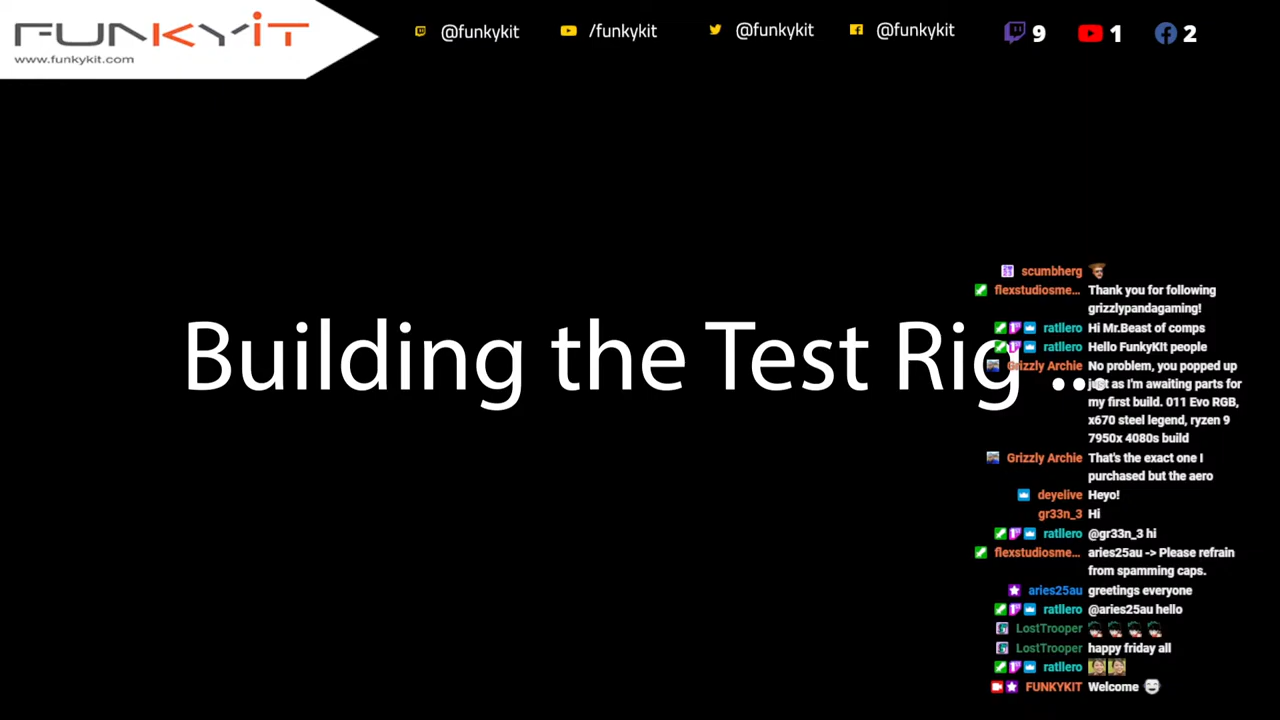 FUNKYiT
www.funkykit.com
@funkykit
/funkykit
@funkykit
@funkykit
9
1
2
Building the Test Rig ...
scumbherg
flexstudiosme... Thank you for following
grizzlypandagaming!
ratllero Hi Mr.Beast of comps
ratllero Hello FunkyKIt people
Grizzly Archie No problem, you popped up
just as I'm awaiting parts for
my first build. 011 Evo RGB,
x670 steel legend, ryzen 9
7950x 4080s build
Grizzly Archie That's the exact one I
purchased but the aero
deyelive Heyo!
gr33n_3 Hi
ratllero @gr33n_3 hi
flexstudiosme... aries25au -> Please refrain
from spamming caps.
aries25au greetings everyone
ratllero @aries25au hello
LostTrooper
LostTrooper happy friday all
ratllero
FUNKYKIT Welcome